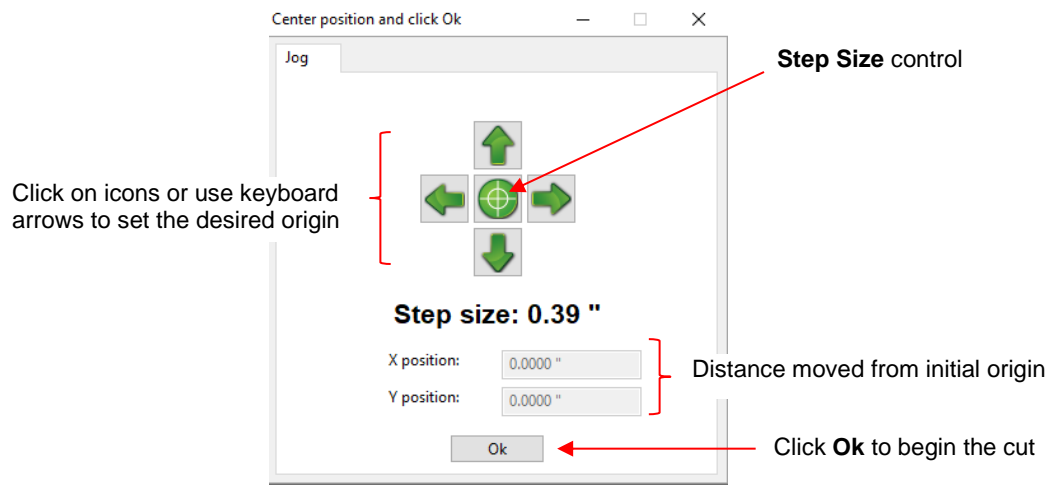 Center position and click Ok
Jog
Step Size control
Click on icons or use keyboard
arrows to set the desired origin
Step size: 0.39 "
X position: 0.0000 "
Y position: 0.0000 "
Distance moved from initial origin
Ok
Click Ok to begin the cut